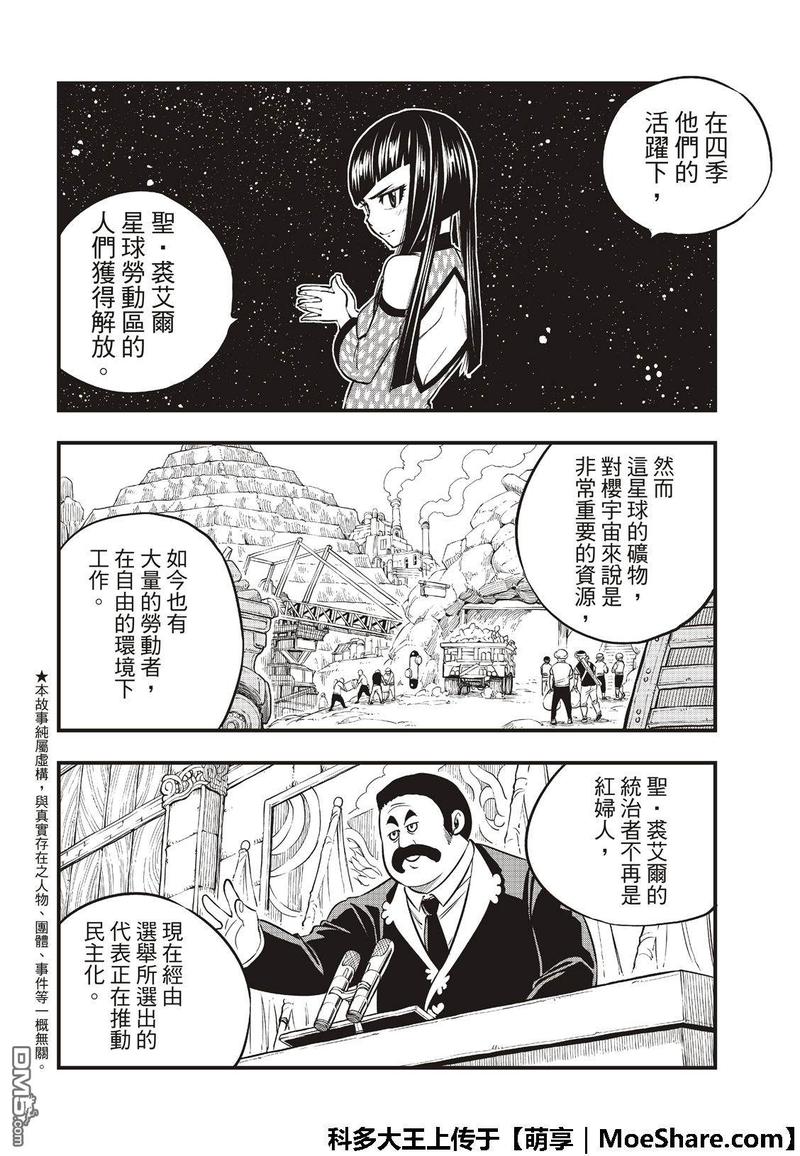 在四季
他們的
活躍下，
聖·裘艾爾
星球勞動區的
人們獲得解放。
然而
這星球的礦物，
對櫻宇宙來說是
非常重要的資源，
如今也有
大量的勞動者，
在自由的環境下
工作。
聖·裘艾爾的
統治者不再是
紅婦人，
現在經由
選舉所選出的
代表正在推動
民主化。
★本故事純屬虛構，與真實存在之人物、團體、事件等一概無關。
DM5.com
科多大王上传于【萌享｜MoeShare.com】